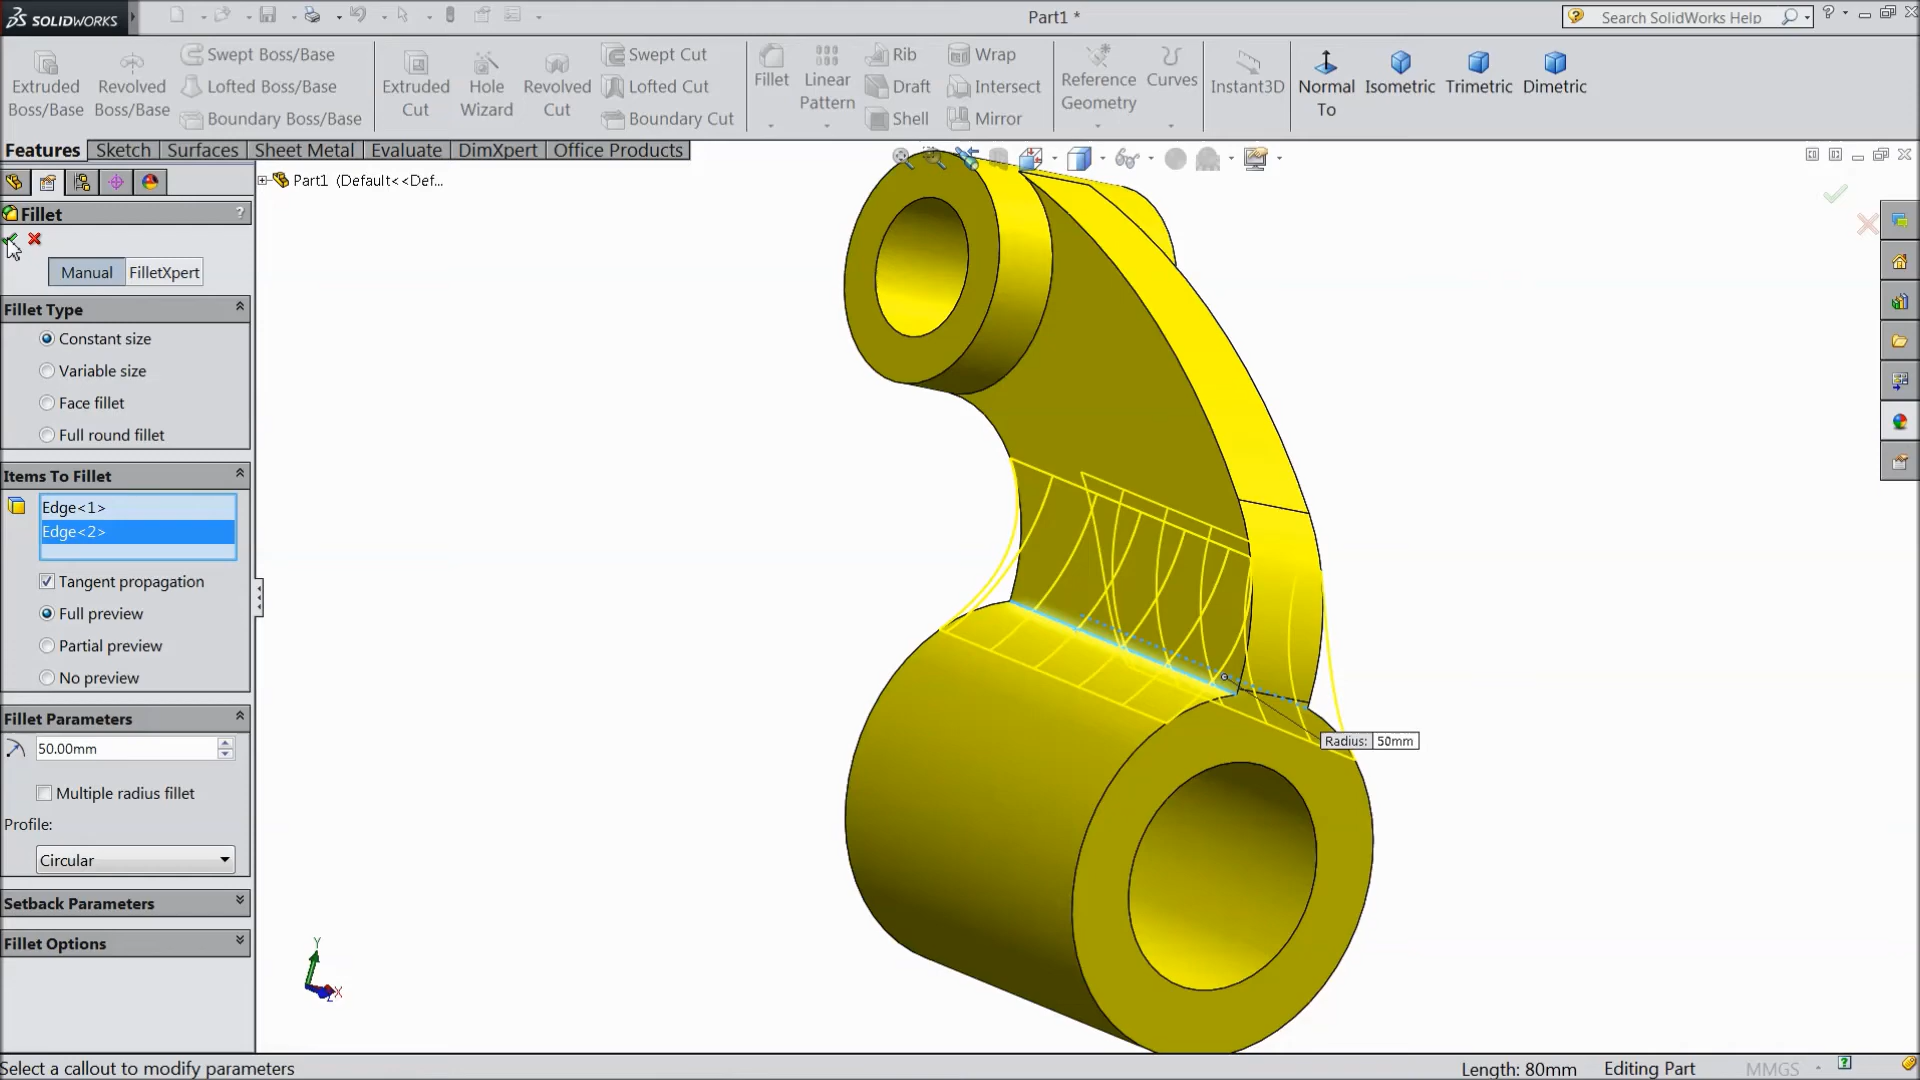 SOLIDWORKS
Part1 *
Search SolidWorks Help
Extruded Boss/Base
Revolved Boss/Base
Swept Boss/Base
Lofted Boss/Base
Boundary Boss/Base
Extruded Cut
Hole Wizard
Revolved Cut
Swept Cut
Lofted Cut
Boundary Cut
Fillet
Linear Pattern
Rib
Draft
Shell
Wrap
Intersect
Mirror
Reference Geometry
Curves
Instant3D
Normal To
Isometric
Trimetric
Dimetric
Features
Sketch
Surfaces
Sheet Metal
Evaluate
DimXpert
Office Products
Part1 (Default<<Def...
Fillet
?
Manual
FilletXpert
Fillet Type
Constant size
Variable size
Face fillet
Full round fillet
Items To Fillet
Edge<1>
Edge<2>
Tangent propagation
Full preview
Partial preview
No preview
Fillet Parameters
50.00mm
Multiple radius fillet
Profile:
Circular
Setback Parameters
Fillet Options
Radius: 50mm
Y
X
Z
Select a callout to modify parameters
Length: 80mm
Editing Part
MMGS